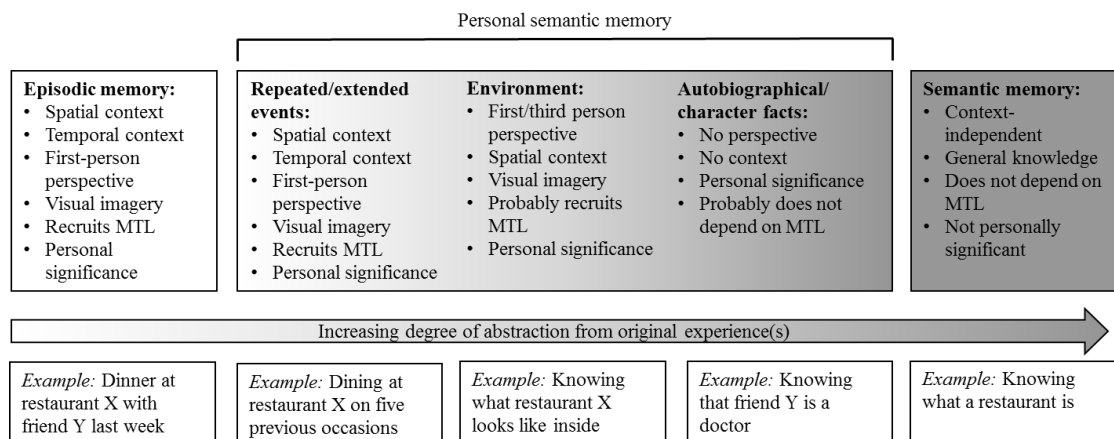 Personal semantic memory
Episodic memory:
• Spatial context
• Temporal context
• First-person
perspective
• Visual imagery
• Recruits MTL
• Personal
significance
Repeated/extended
events:
• Spatial context
• Temporal context
• First-person
perspective
• Visual imagery
• Recruits MTL
• Personal significance
Environment:
• First/third person
perspective
• Spatial context
• Visual imagery
• Probably recruits
MTL
• Personal significance
Autobiographical/
character facts:
• No perspective
• No context
• Personal significance
• Probably does not
depend on MTL
Semantic memory:
• Context-
independent
• General knowledge
• Does not depend on
MTL
• Not personally
significant
Increasing degree of abstraction from original experience(s)
Example: Dinner at
restaurant X with
friend Y last week
Example: Dining at
restaurant X on five
previous occasions
Example: Knowing
what restaurant X
looks like inside
Example: Knowing
that friend Y is a
doctor
Example: Knowing
what a restaurant is